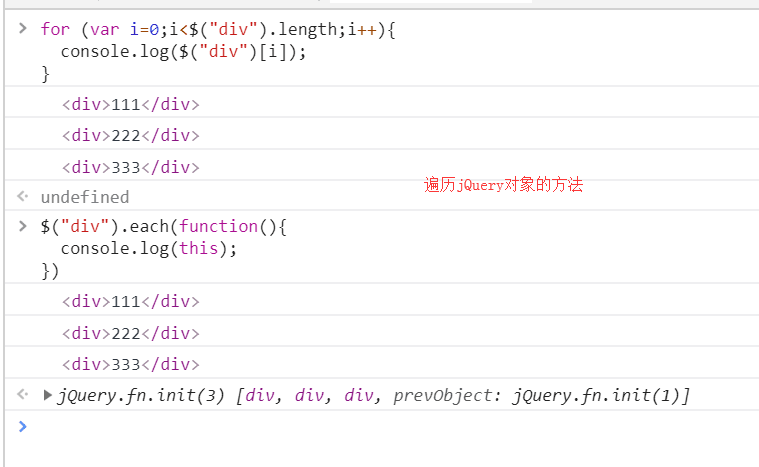 for (var i=0;i<$("div").length;i++){
console.log($("div")[i]);
}
<div>111</div>
<div>222</div>
<div>333</div>
遍历jQuery对象的方法
undefined
$("div").each(function(){
console.log(this);
})
<div>111</div>
<div>222</div>
<div>333</div>
jQuery.fn.init(3) [div, div, div, prevObject: jQuery.fn.init(1)]